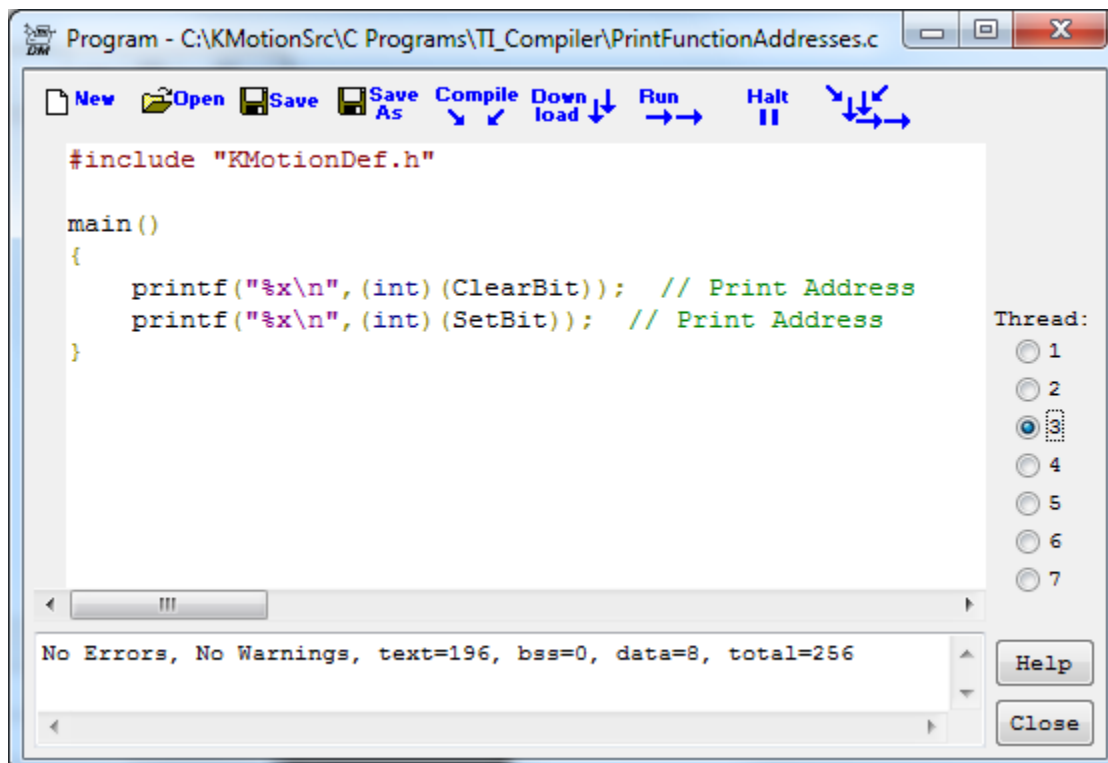 Program - C:\KMotionSrc\C Programs\TI_Compiler\PrintFunctionAddresses.c
New Open Save Save As Compile Down load Run Halt
#include "KMotionDef.h"
main()
{
printf("%x\n",(int)(ClearBit));  // Print Address
printf("%x\n",(int)(SetBit));  // Print Address
}
Thread:
1
2
3
4
5
6
7
No Errors, No Warnings, text=196, bss=0, data=8, total=256
Help
Close